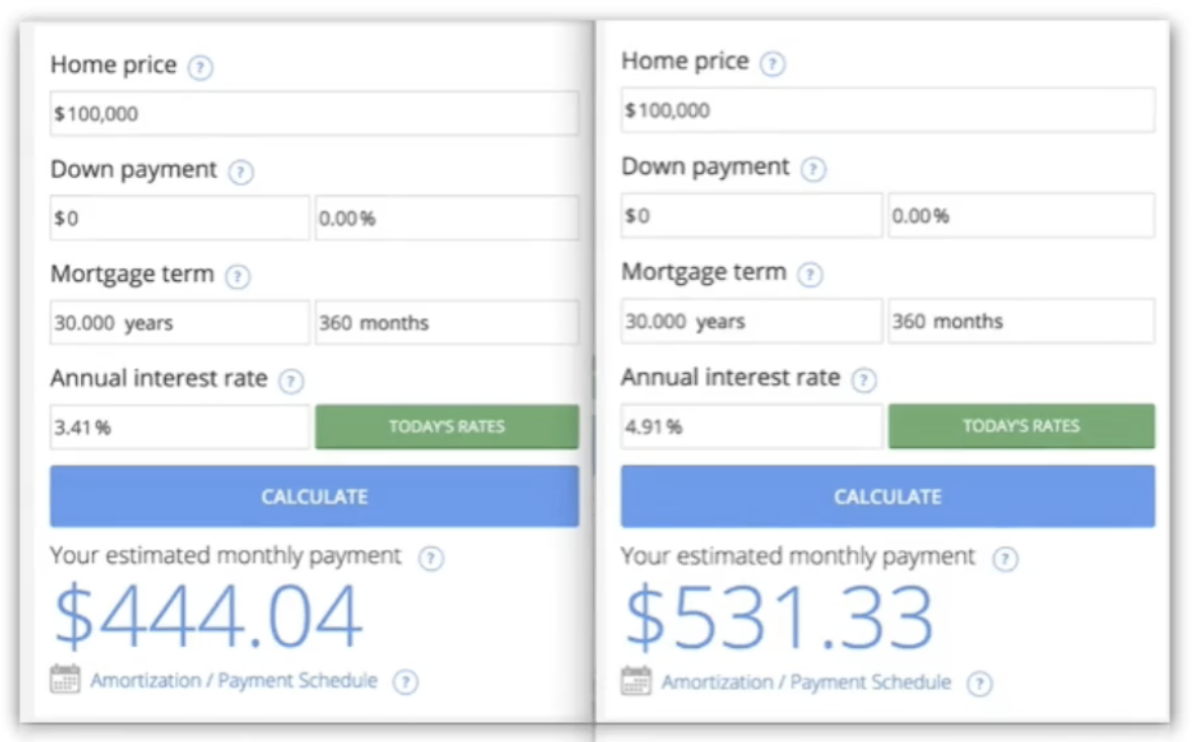 Home price ?
$100,000
Down payment ?
$0 0.00%
Mortgage term ?
30.000 years 360 months
Annual interest rate ?
3.41% TODAY'S RATES
CALCULATE
Your estimated monthly payment ?
$444.04
Amortization / Payment Schedule ?
Home price ?
$100,000
Down payment ?
$0 0.00%
Mortgage term ?
30.000 years 360 months
Annual interest rate ?
4.91% TODAY'S RATES
CALCULATE
Your estimated monthly payment ?
$531.33
Amortization / Payment Schedule ?